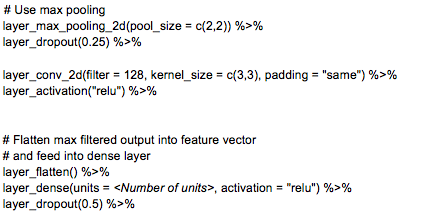 # Use max pooling
layer_max_pooling_2d(pool_size = c(2,2)) %>%
layer_dropout(0.25) %>%
layer_conv_2d(filter = 128, kernel_size = c(3,3), padding = "same") %>%
layer_activation("relu") %>%
# Flatten max filtered output into feature vector
# and feed into dense layer
layer_flatten() %>%
layer_dense(units = <Number of units>, activation = "relu") %>%
layer_dropout(0.5) %>%